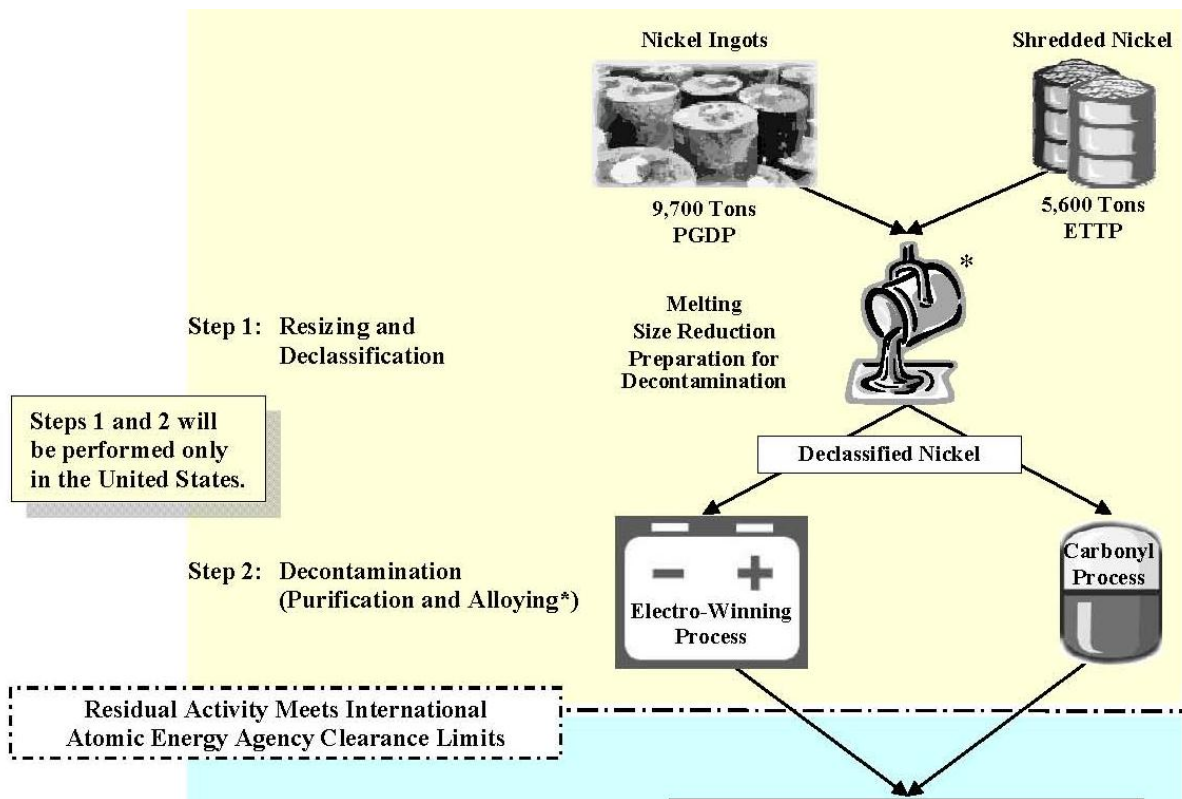 Nickel Ingots
Shredded Nickel
9,700 Tons
PGDP
5,600 Tons
ETTP
*
Step 1: Resizing and
Declassification
Melting
Size Reduction
Preparation for
Decontamination
Steps 1 and 2 will
be performed only
in the United States.
Declassified Nickel
Step 2: Decontamination
(Purification and Alloying*)
− +
Electro-Winning
Process
Carbonyl
Process
Residual Activity Meets International
Atomic Energy Agency Clearance Limits